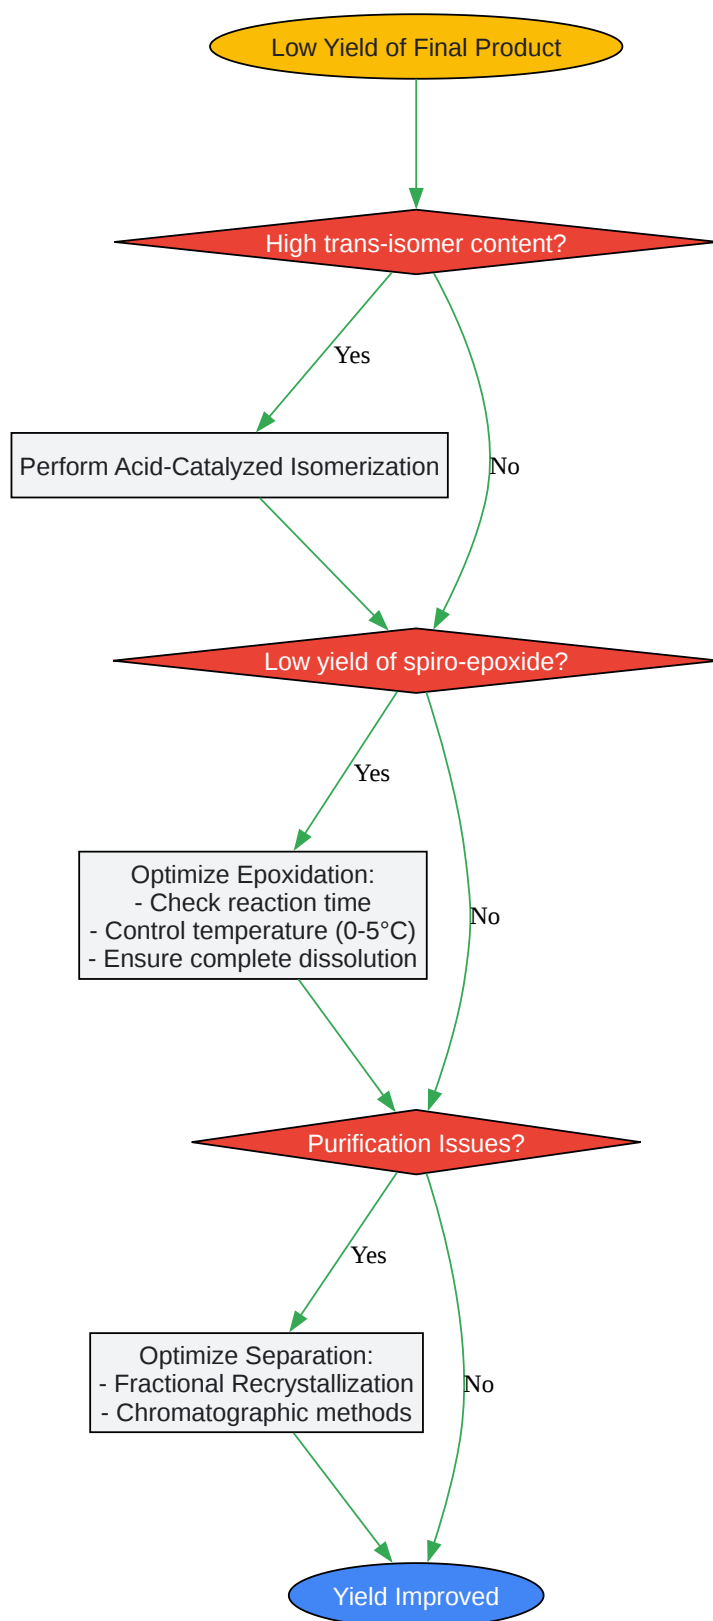 Low Yield of Final Product
High trans-isomer content?
Yes
Perform Acid-Catalyzed Isomerization
No
Low yield of spiro-epoxide?
Yes
Optimize Epoxidation:
- Check reaction time
- Control temperature (0-5°C)
- Ensure complete dissolution
No
Purification Issues?
Yes
Optimize Separation:
- Fractional Recrystallization
- Chromatographic methods
No
Yield Improved